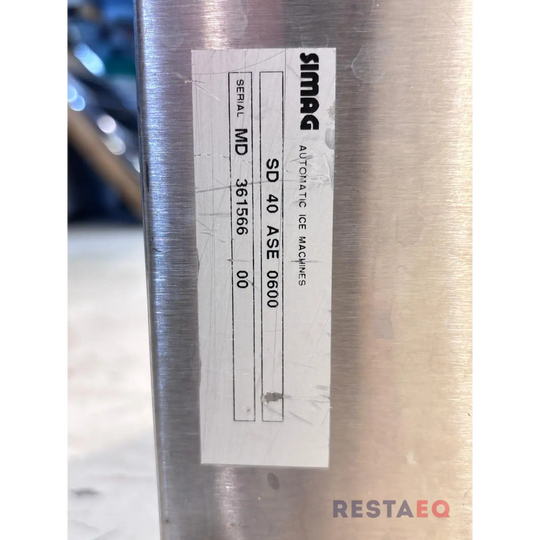 SIMAG AUTOMATIC ICE MACHINES
SD 40 ASE 0600
SERIAL MD 361566 00
RESTAEQ